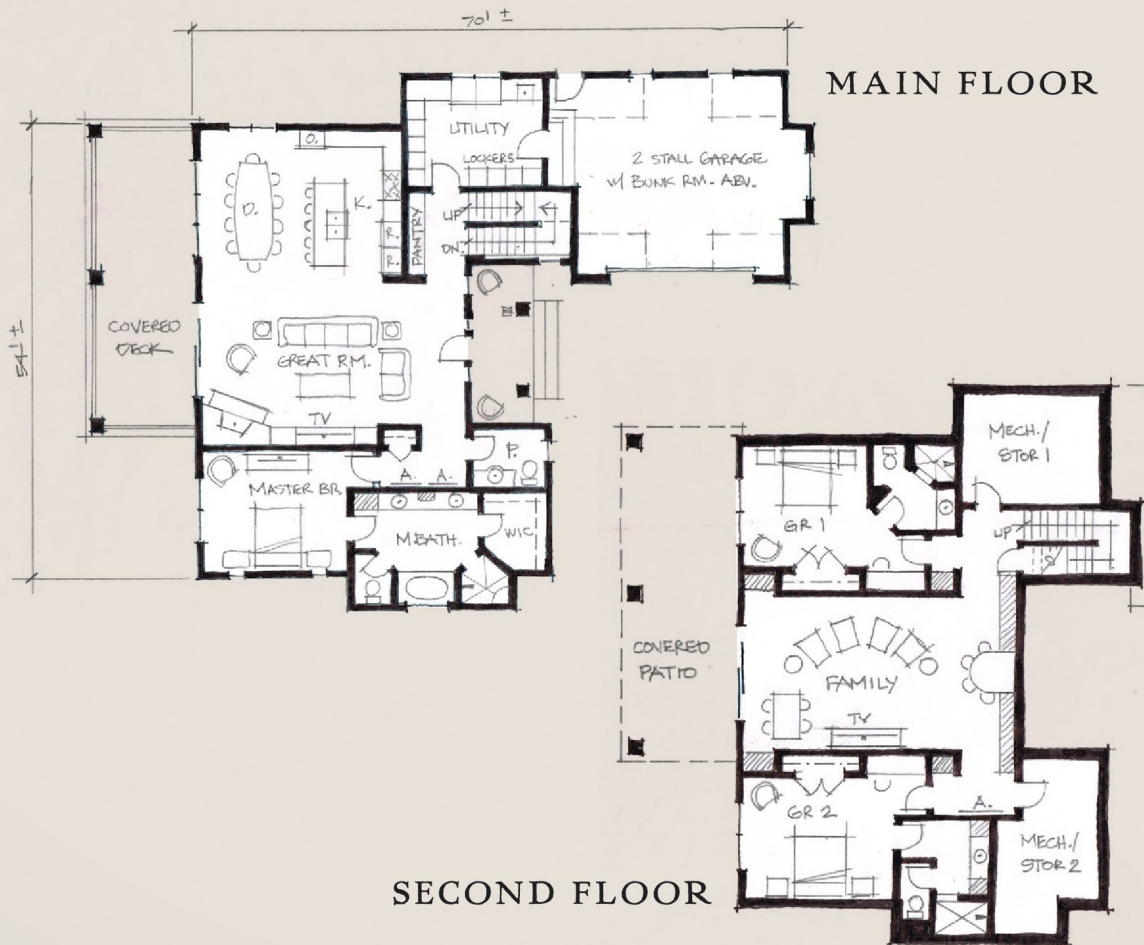 70' ±
MAIN FLOOR
UTILITY
LOCKERS
2 STALL GARAGE
W/ BUNK RM. ABV.
O.
D.
K.
R.
R.
PANTRY
UP
DN.
54' ±
COVERED
DECK
GREAT RM.
TV
P.
A. A.
MASTER BR.
M.BATH.
WIC
MECH./
STOR 1
GR 1
UP
COVERED
PATIO
FAMILY
TV
GR 2
A.
MECH./
STOR 2
SECOND FLOOR